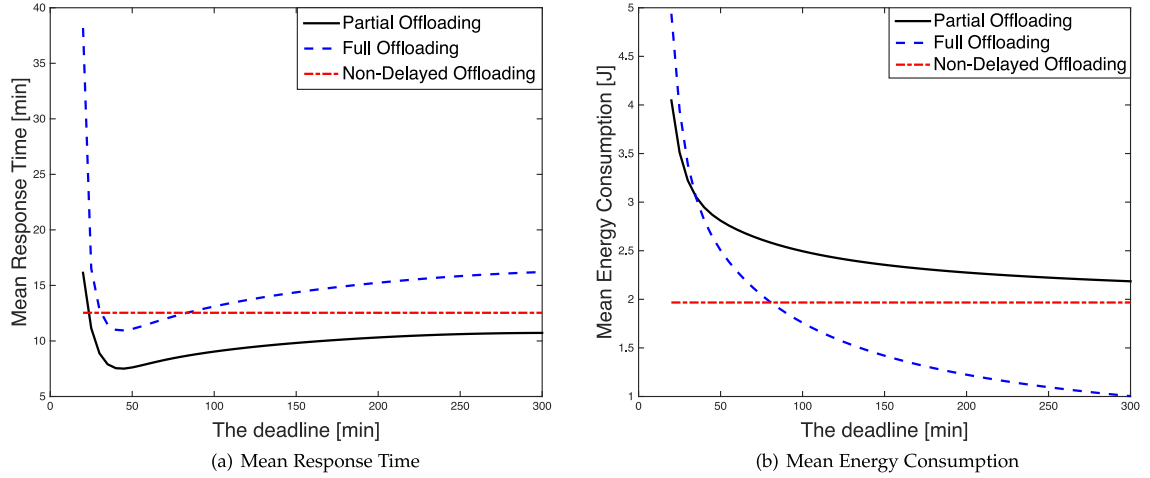 40
35
30
25
20
15
10
5
0
50
100
150
200
250
300
Mean Response Time [min]
The deadline [min]
Partial Offloading
Full Offloading
Non-Delayed Offloading
(a) Mean Response Time
5
4.5
4
3.5
3
2.5
2
1.5
1
0
50
100
150
200
250
300
Mean Energy Consumption [J]
The deadline [min]
Partial Offloading
Full Offloading
Non-Delayed Offloading
(b) Mean Energy Consumption